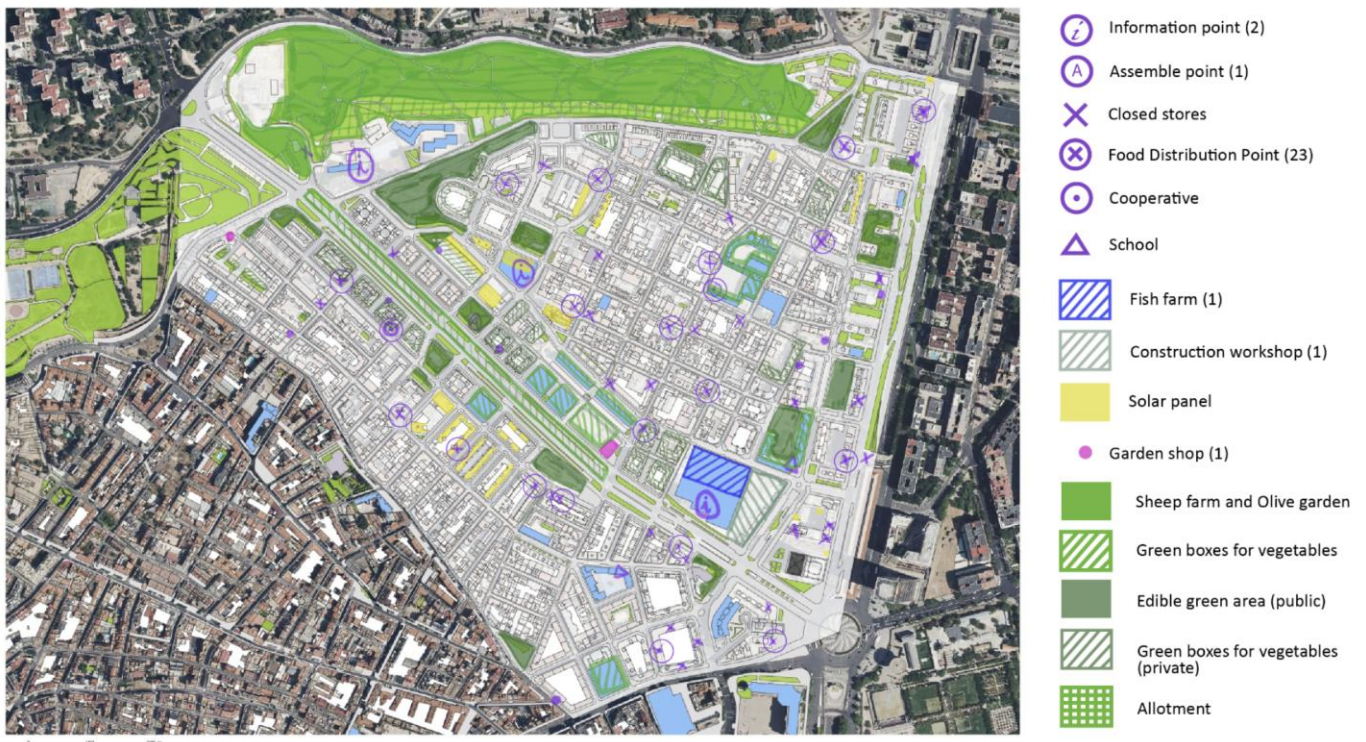 Information point (2)
A
Assemble point (1)
Closed stores
Food Distribution Point (23)
Cooperative
School
Fish farm (1)
Construction workshop (1)
Solar panel
Garden shop (1)
Sheep farm and Olive garden
Green boxes for vegetables
Edible green area (public)
Green boxes for vegetables
(private)
Allotment